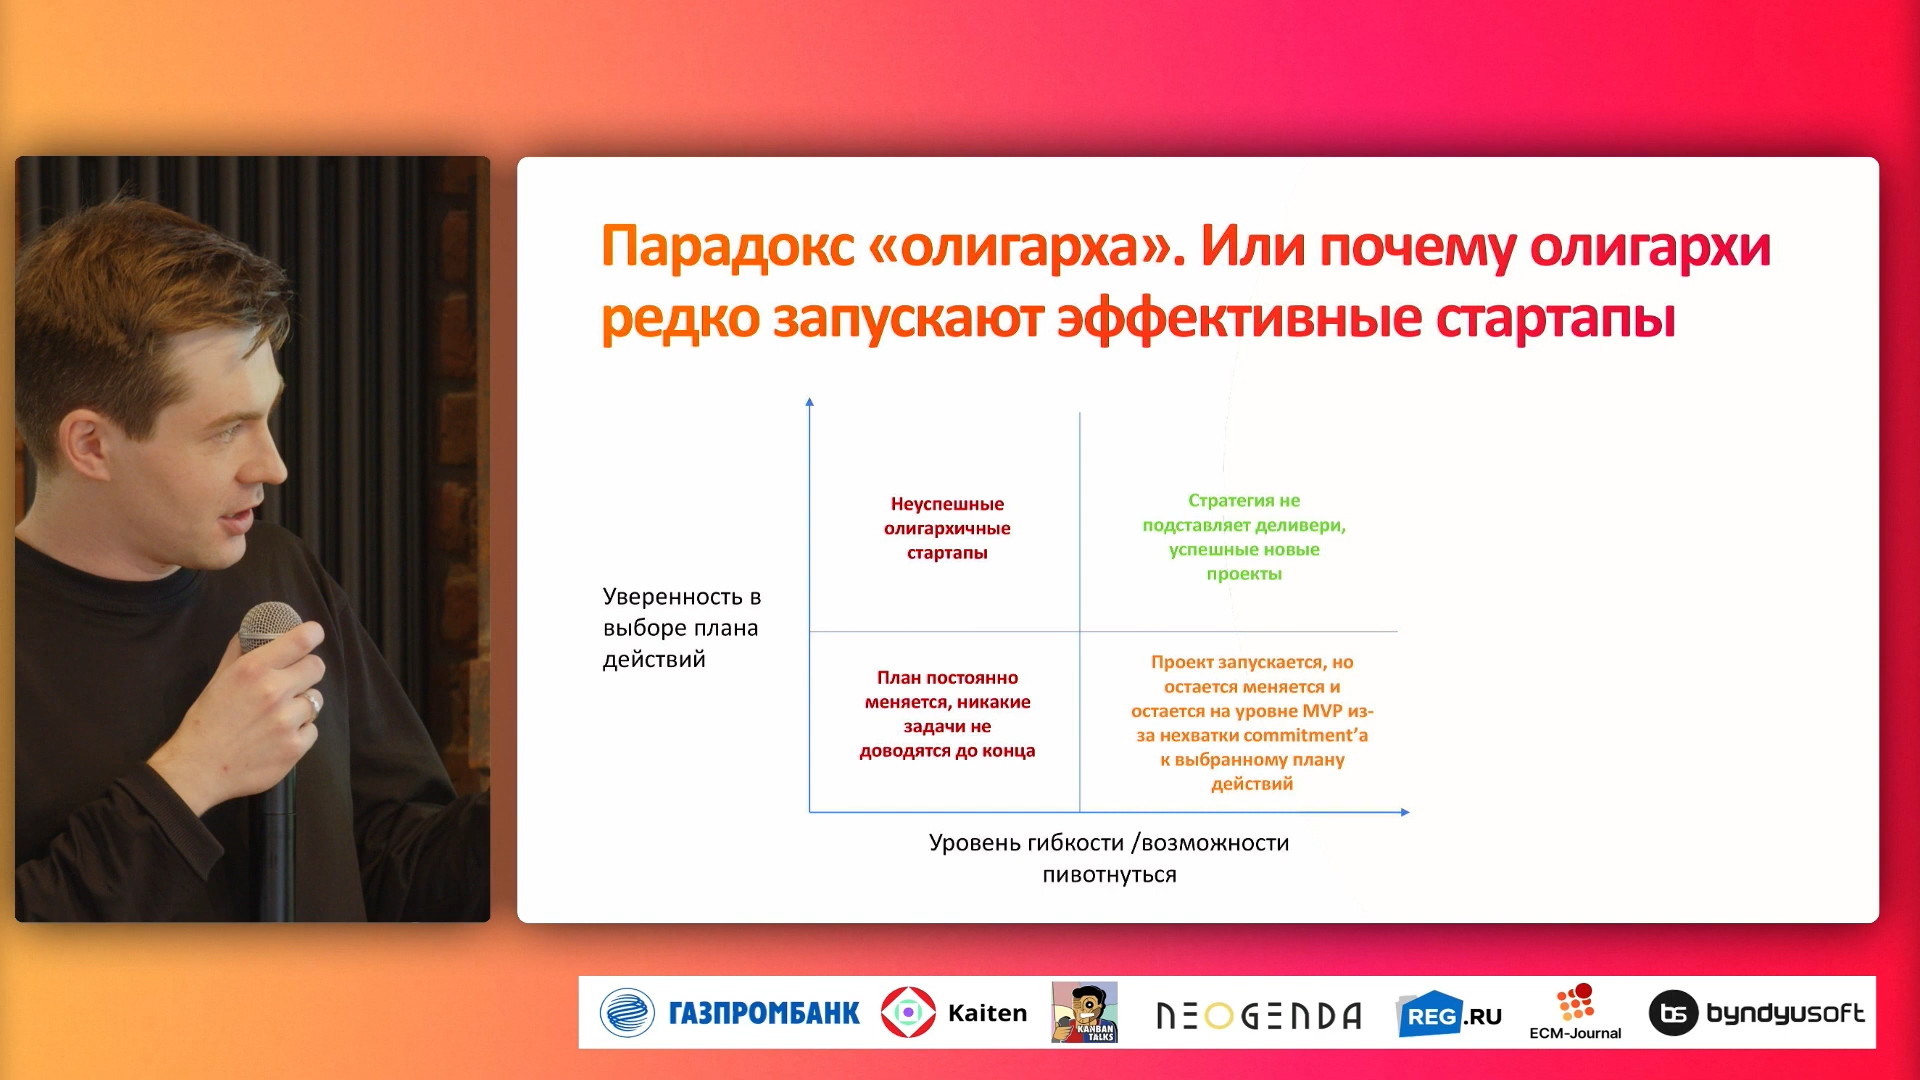 Парадокс «олигарха». Или почему олигархи
редко запускают эффективные стартапы
Неуспешные
олигархичные
стартапы
Стратегия не
подставляет деливери,
успешные новые
проекты
Уверенность в
выборе плана
действий
План постоянно
меняется, никакие
задачи не
доводятся до конца
Проект запускается, но
остается меняется и
остается на уровне MVP из-
за нехватки commitment’а
к выбранному плану
действий
Уровень гибкости /возможности
пивотнуться
ГАЗПРОМБАНК
Kaiten
KANBAN
TALKS
NEOGENDA
REG.RU
ECM-Journal
bs byndyusoft